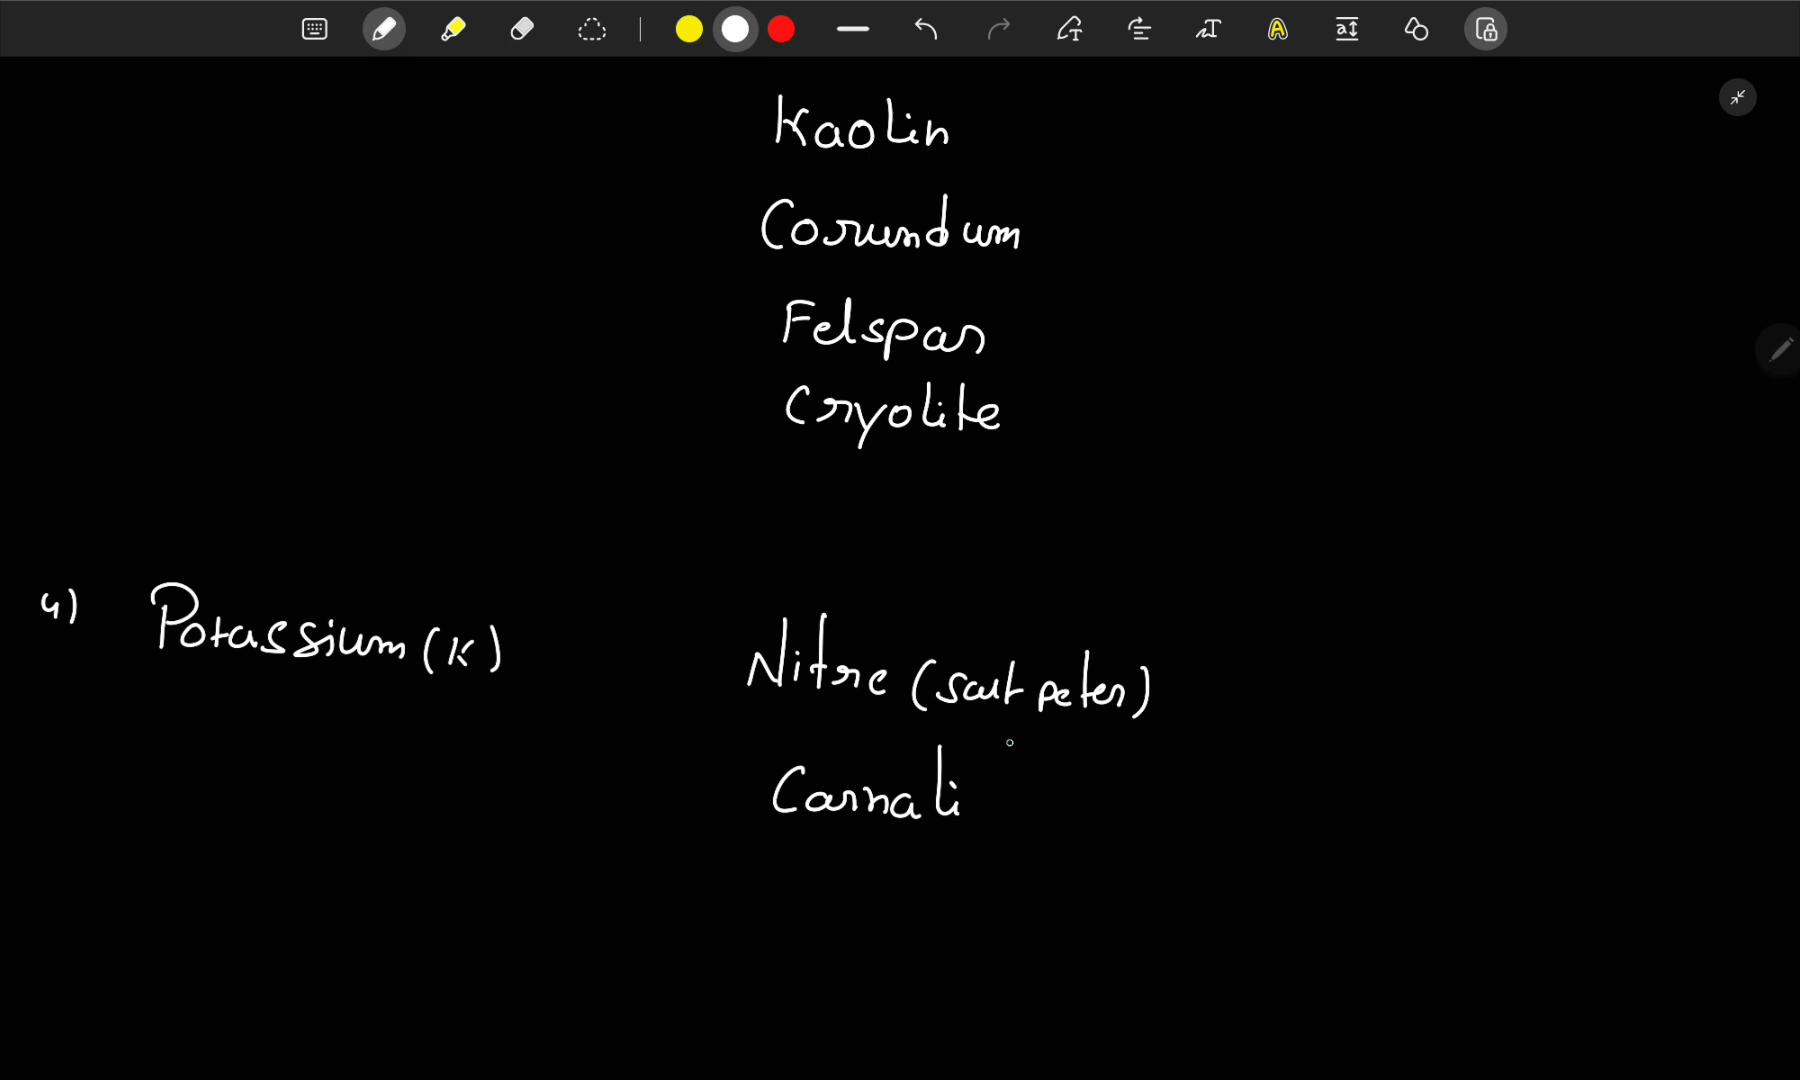 Kaolin
Corundum
Felspar
Cryolite
4) Potassium (K)
Nitre (salt peter)
Carnali